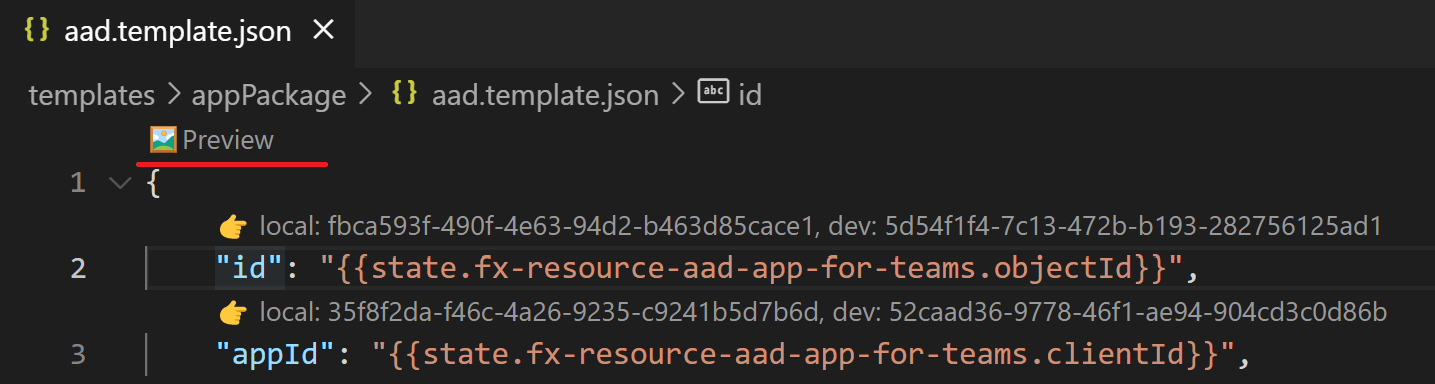 {} aad.template.json ×
templates > appPackage > {} aad.template.json > abc id
Preview
1 {
👉 local: fbca593f-490f-4e63-94d2-b463d85cace1, dev: 5d54f1f4-7c13-472b-b193-282756125ad1
2 "id": "{{state.fx-resource-aad-app-for-teams.objectId}}",
👉 local: 35f8f2da-f46c-4a26-9235-c9241b5d7b6d, dev: 52caad36-9778-46f1-ae94-904cd3c0d86b
3 "appId": "{{state.fx-resource-aad-app-for-teams.clientId}}",